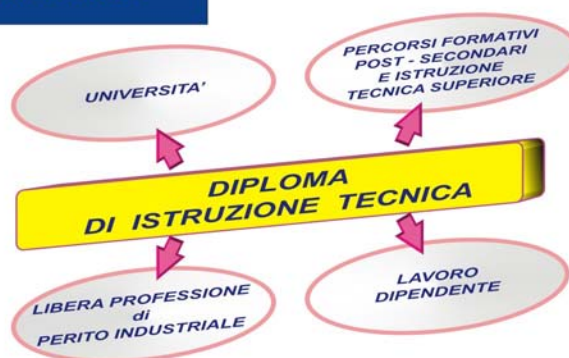 UNIVERSITA'
PERCORSI FORMATIVI
POST - SECONDARI
E ISTRUZIONE
TECNICA SUPERIORE
DIPLOMA
DI ISTRUZIONE TECNICA
LIBERA PROFESSIONE
di
PERITO INDUSTRIALE
LAVORO
DIPENDENTE